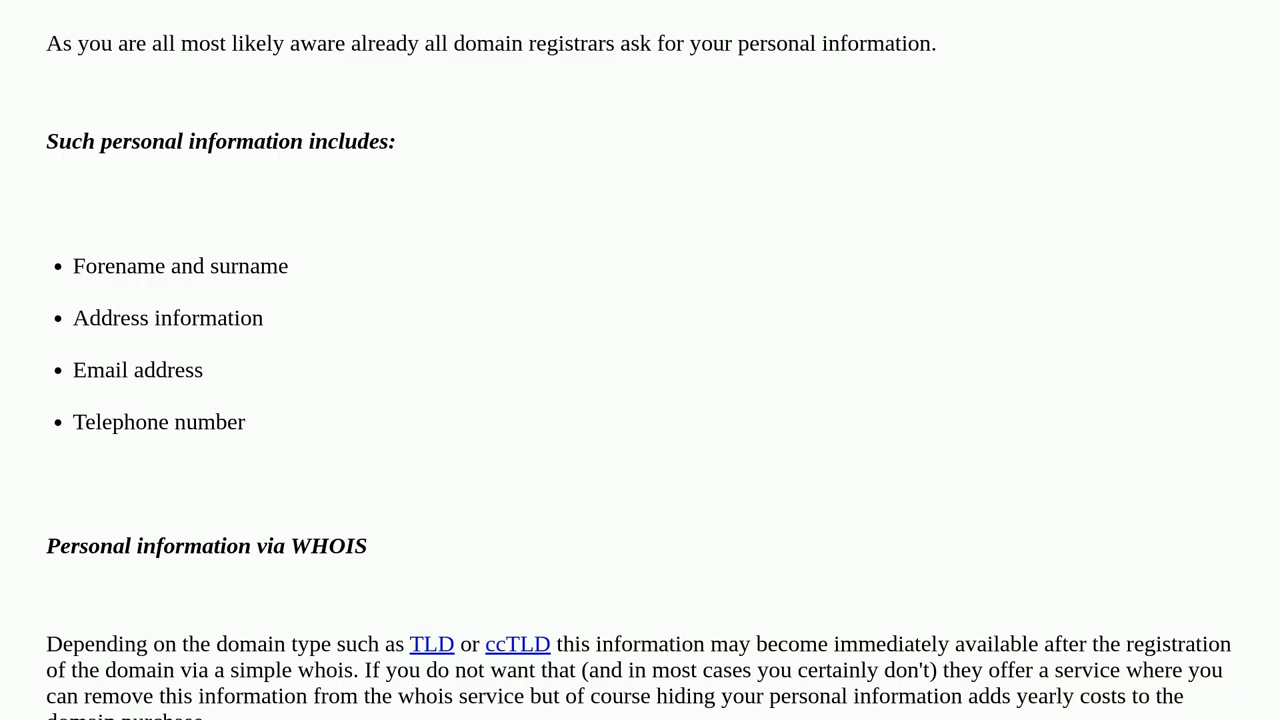 As you are all most likely aware already all domain registrars ask for your personal information.
Such personal information includes:
• Forename and surname
• Address information
• Email address
• Telephone number
Personal information via WHOIS
Depending on the domain type such as TLD or ccTLD this information may become immediately available after the registration
of the domain via a simple whois. If you do not want that (and in most cases you certainly don't) they offer a service where you
can remove this information from the whois service but of course hiding your personal information adds yearly costs to the
domain purchase.